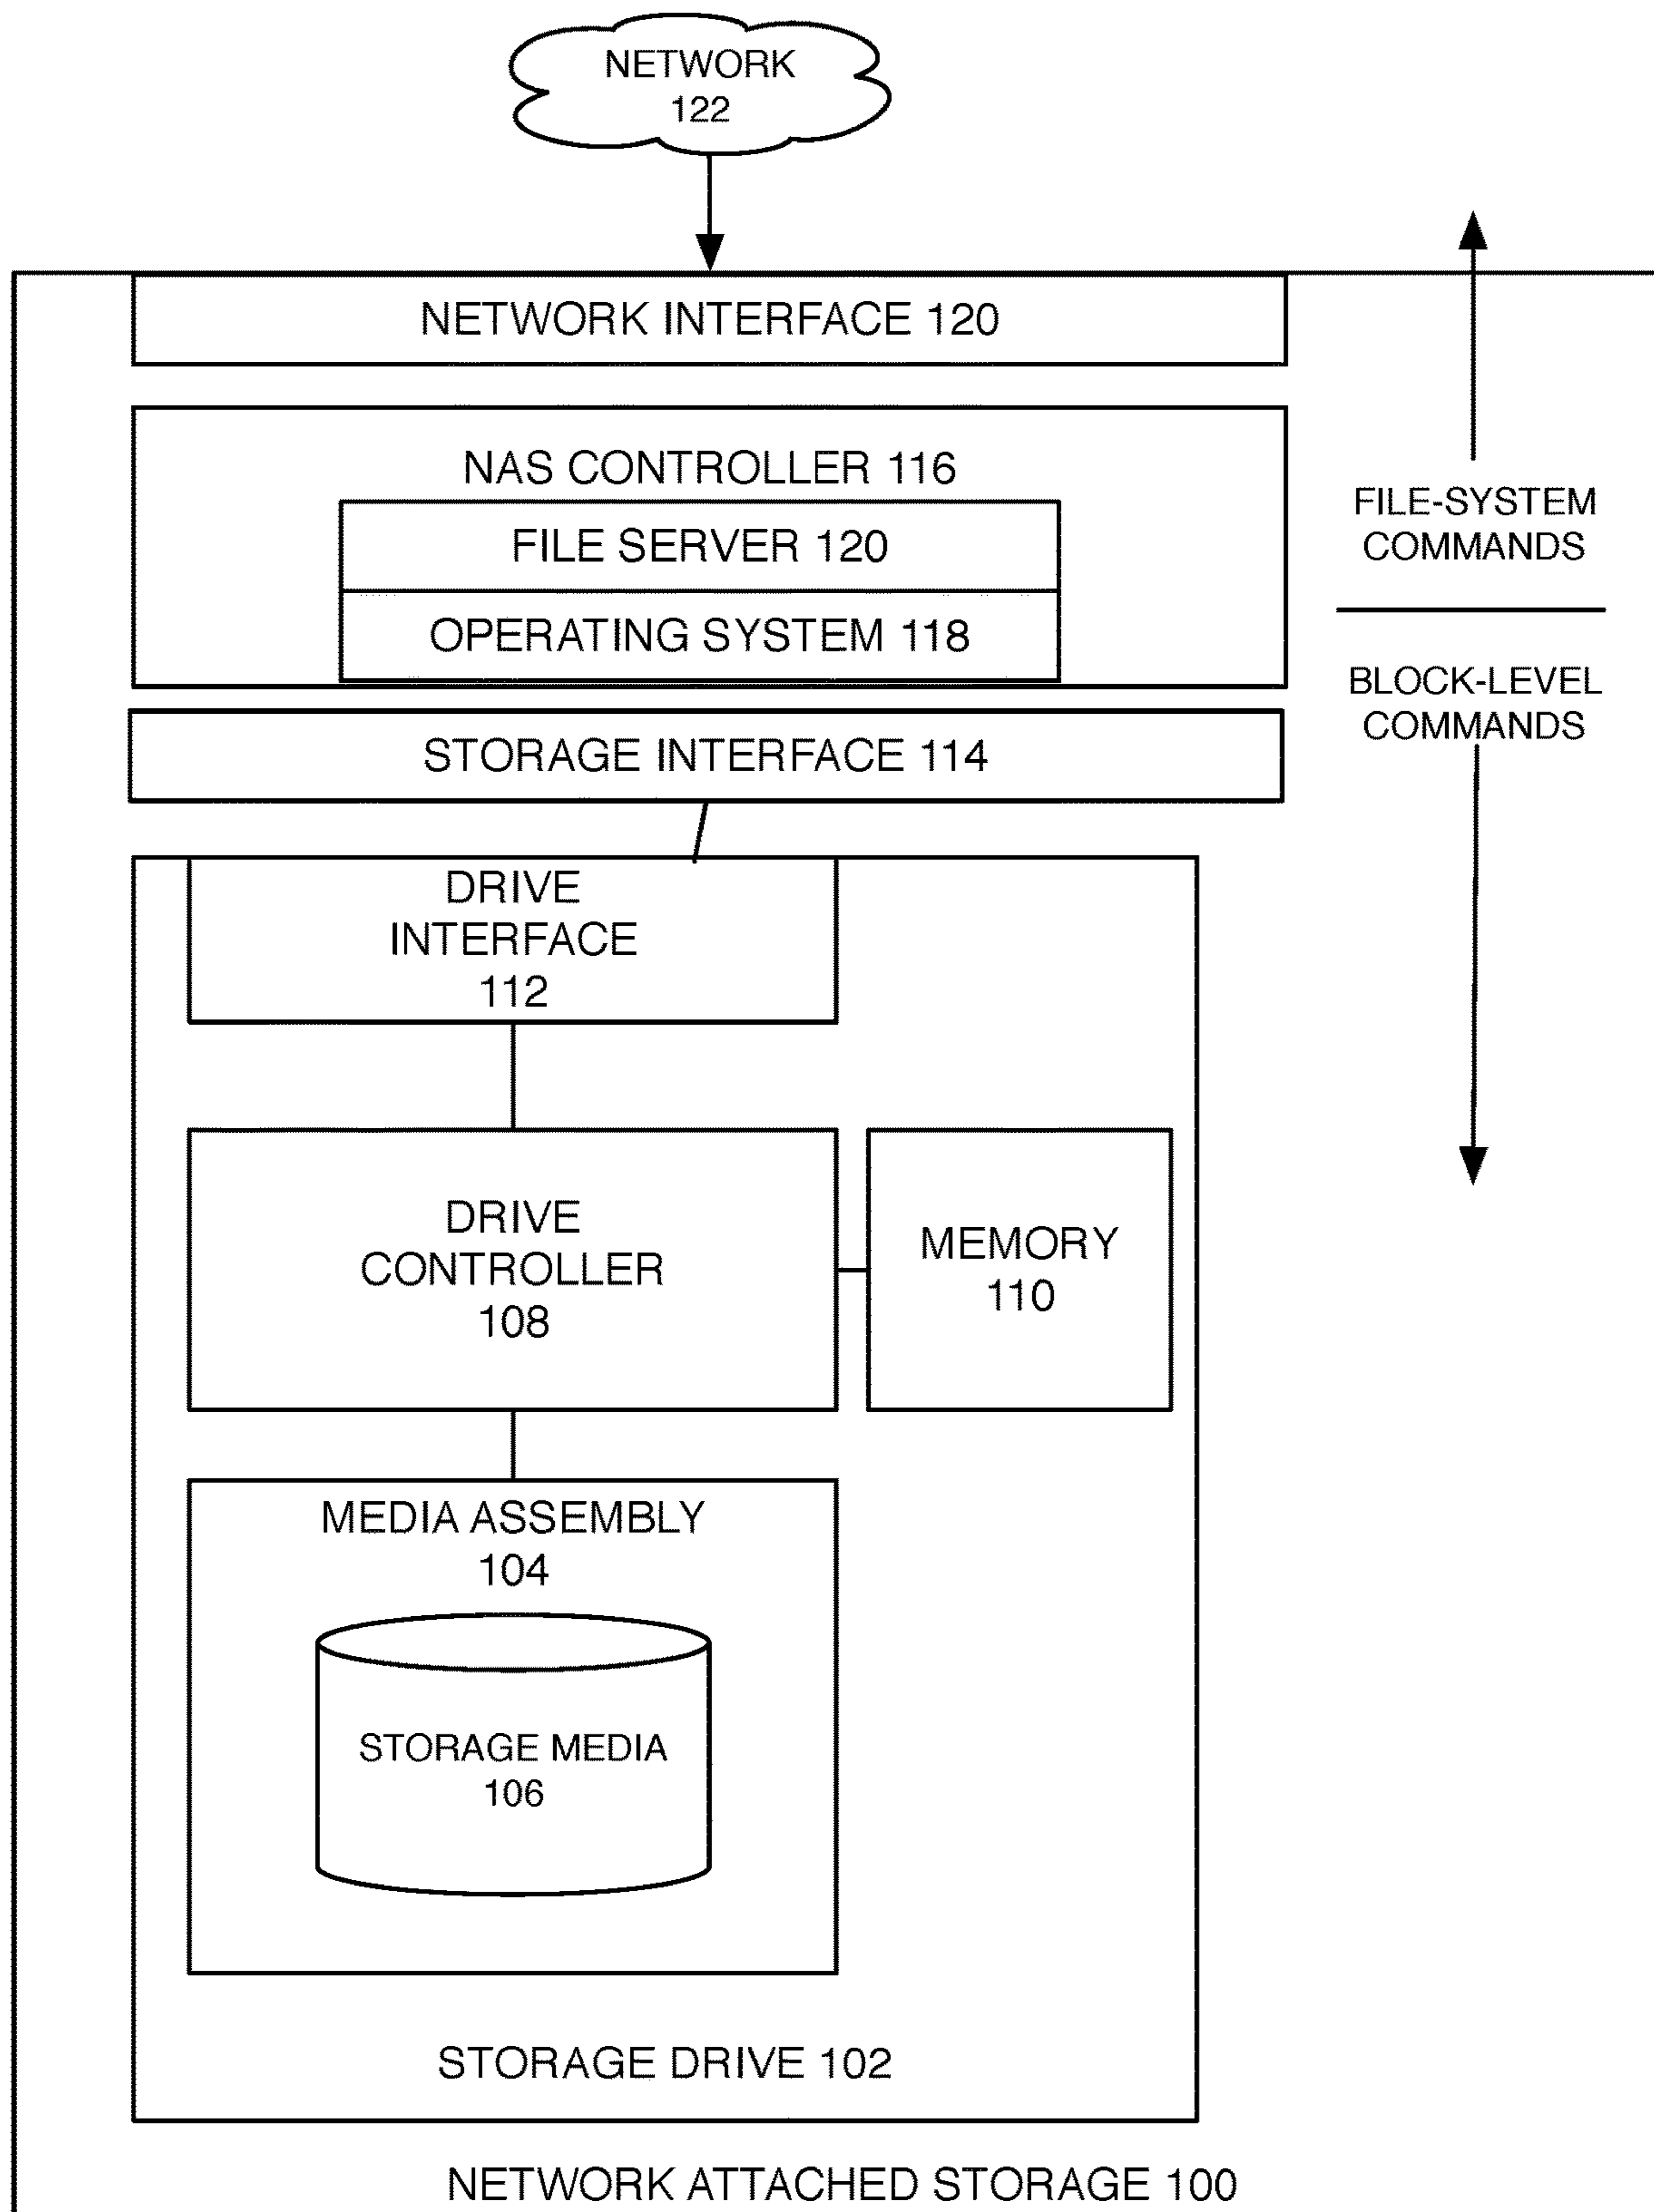 NETWORK
122
NETWORK INTERFACE 120
NAS CONTROLLER 116
FILE SERVER 120
OPERATING SYSTEM 118
FILE-SYSTEM
COMMANDS
BLOCK-LEVEL
COMMANDS
STORAGE INTERFACE 114
DRIVE
INTERFACE
112
DRIVE
CONTROLLER
108
MEMORY
110
MEDIA ASSEMBLY
104
STORAGE MEDIA
106
STORAGE DRIVE 102
NETWORK ATTACHED STORAGE 100